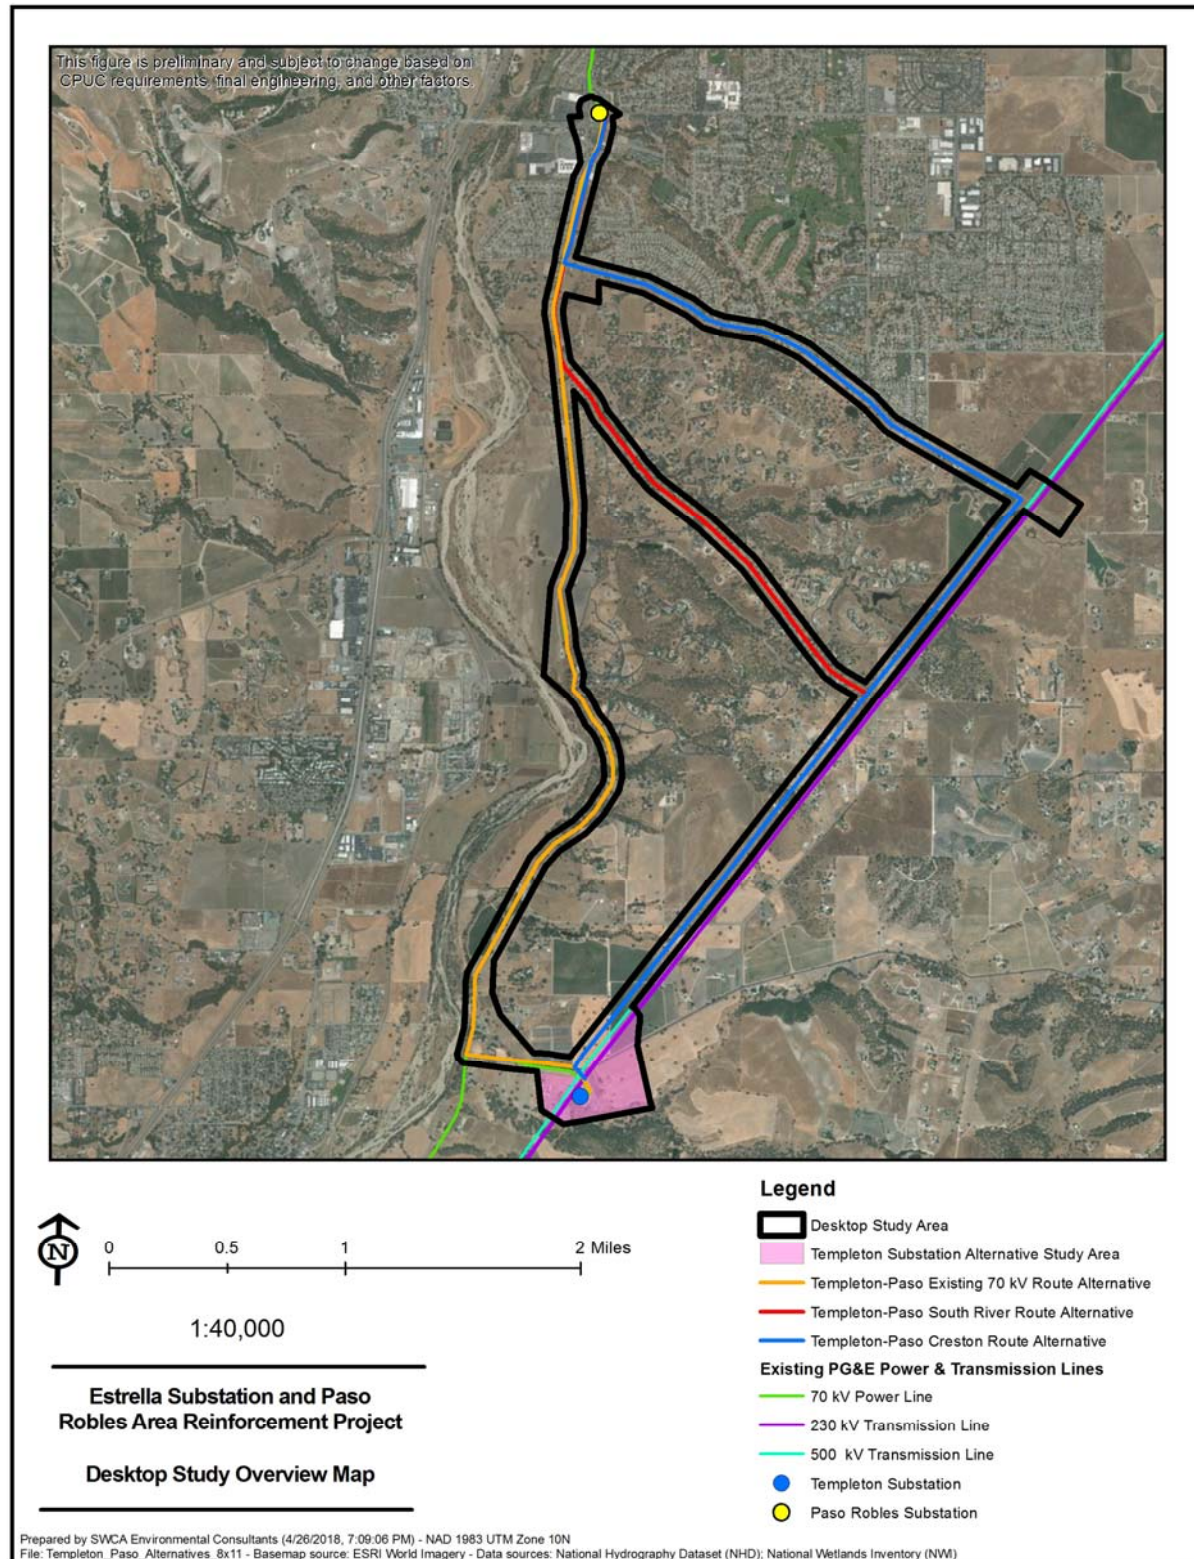 This figure is preliminary and subject to change based on
CPUC requirements, final engineering, and other factors.
N
0 0.5 1 2 Miles
1:40,000
Estrella Substation and Paso
Robles Area Reinforcement Project
Desktop Study Overview Map
Legend
Desktop Study Area
Templeton Substation Alternative Study Area
Templeton-Paso Existing 70 kV Route Alternative
Templeton-Paso South River Route Alternative
Templeton-Paso Creston Route Alternative
Existing PG&E Power & Transmission Lines
70 kV Power Line
230 kV Transmission Line
500 kV Transmission Line
Templeton Substation
Paso Robles Substation
Prepared by SWCA Environmental Consultants (4/26/2018, 7:09:06 PM) - NAD 1983 UTM Zone 10N
File: Templeton_Paso_Alternatives_8x11 - Basemap source: ESRI World Imagery - Data sources: National Hydrography Dataset (NHD); National Wetlands Inventory (NWI)